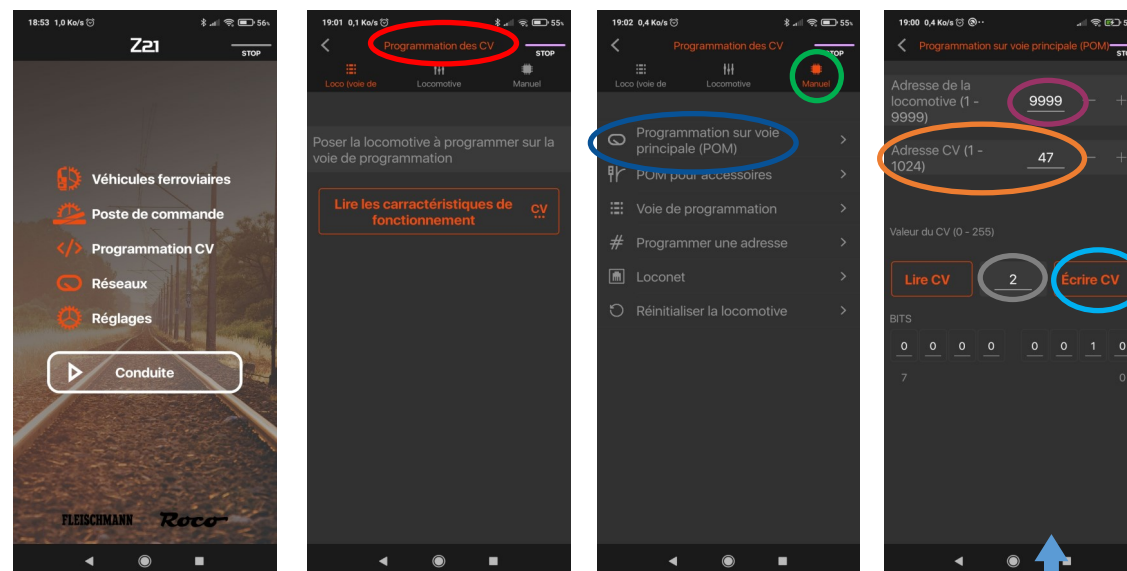 18:53 1,0 Ko/s
56
Z21
STOP
Véhicules ferroviaires
Poste de commande
</> Programmation CV
Réseaux
Réglages
Conduite
FLEISCHMANN Roco
19:01 0,1 Ko/s
55
Programmation des CV
STOP
Loco (voie de
Locomotive
Manuel
Poser la locomotive à programmer sur la
voie de programmation
Lire les carractéristiques de
fonctionnement
CV
19:02 0,4 Ko/s
55
Programmation des CV
STOP
Loco (voie de
Locomotive
Manuel
Programmation sur voie
principale (POM)
POM pour accessoires
Voie de programmation
# Programmer une adresse
Loconet
Réinitialiser la locomotive
19:00 0,4 Ko/s
Programmation sur voie principale (POM)
Adresse de la
locomotive (1 -
9999)
9999 - +
Adresse CV (1 -
1024)
47 - +
Valeur du CV (0 - 255)
Lire CV
2
Écrire CV
BITS
0 0 0 0 0 0 1 0
7 0